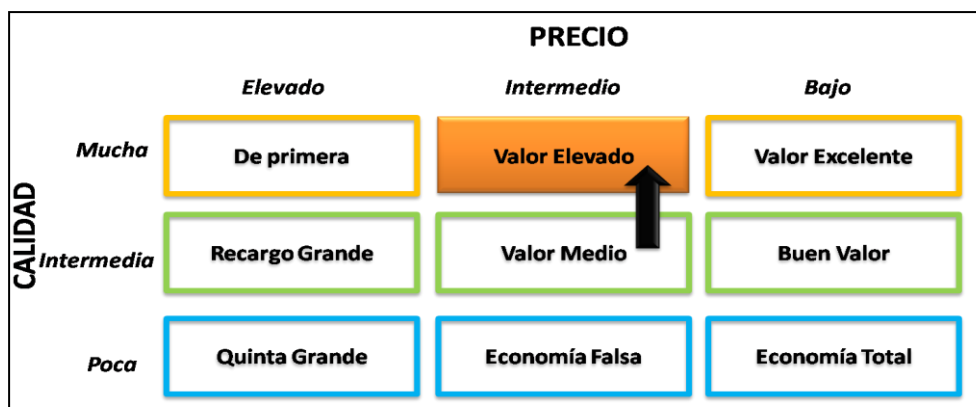 PRECIO
Elevado Intermedio Bajo
CALIDAD
Mucha De primera Valor Elevado Valor Excelente
Intermedia Recargo Grande Valor Medio Buen Valor
Poca Quinta Grande Economía Falsa Economía Total